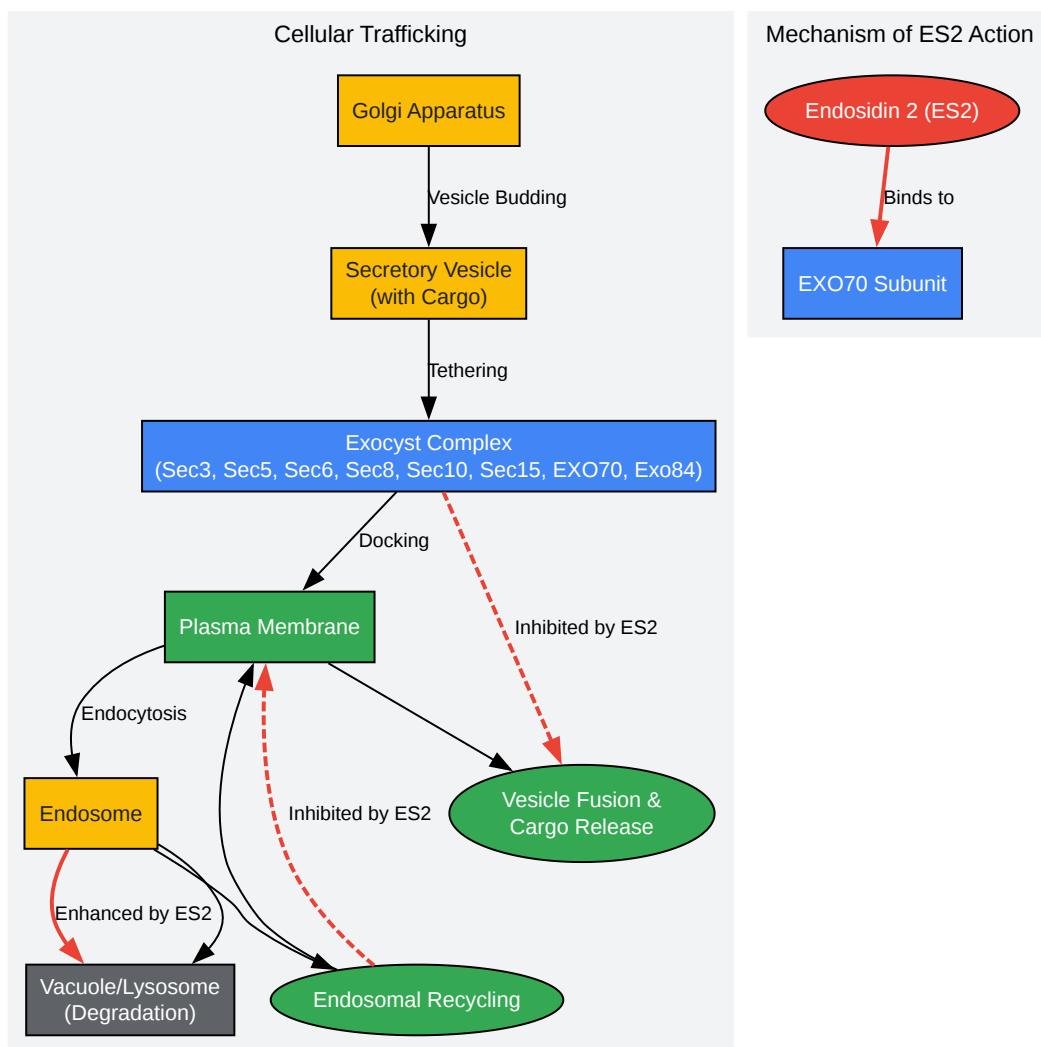 Cellular Trafficking
Mechanism of ES2 Action
Golgi Apparatus
Endosidin 2 (ES2)
Vesicle Budding
Binds to
Secretory Vesicle
(with Cargo)
EXO70 Subunit
Tethering
Exocyst Complex
(Sec3, Sec5, Sec6, Sec8, Sec10, Sec15, EXO70, Exo84)
Docking
Plasma Membrane
Inhibited by ES2
Endocytosis
Endosome
Inhibited by ES2
Vesicle Fusion &
Cargo Release
Enhanced by ES2
Vacuole/Lysosome
(Degradation)
Endosomal Recycling